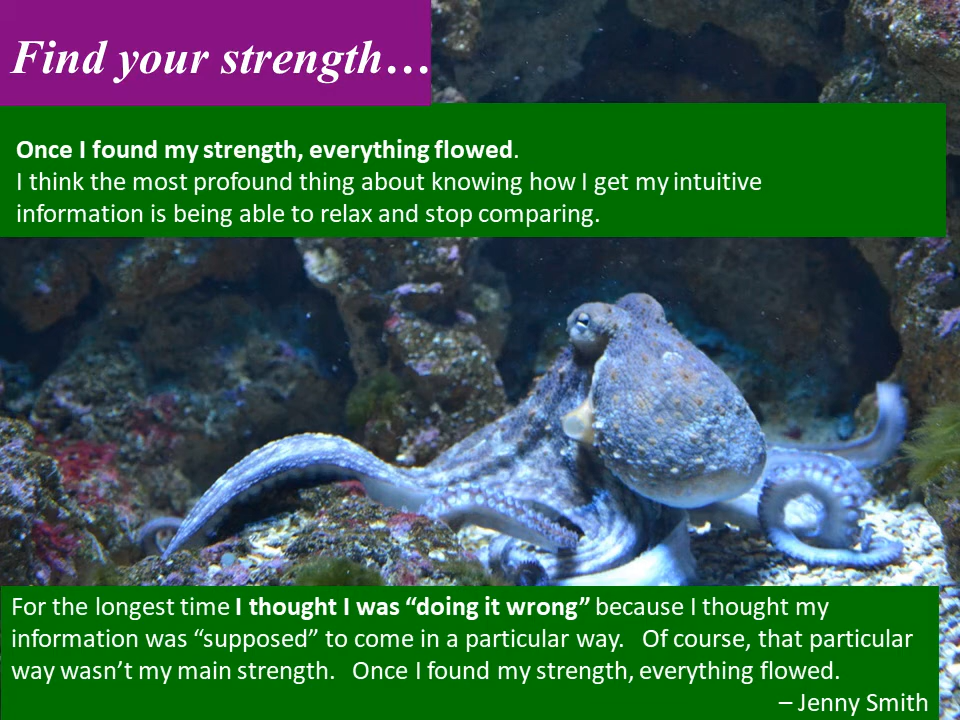 Find your strength…
Once I found my strength, everything flowed.
I think the most profound thing about knowing how I get my intuitive
information is being able to relax and stop comparing.
For the longest time I thought I was “doing it wrong” because I thought my
information was “supposed” to come in a particular way.   Of course, that particular
way wasn’t my main strength.   Once I found my strength, everything flowed.
– Jenny Smith